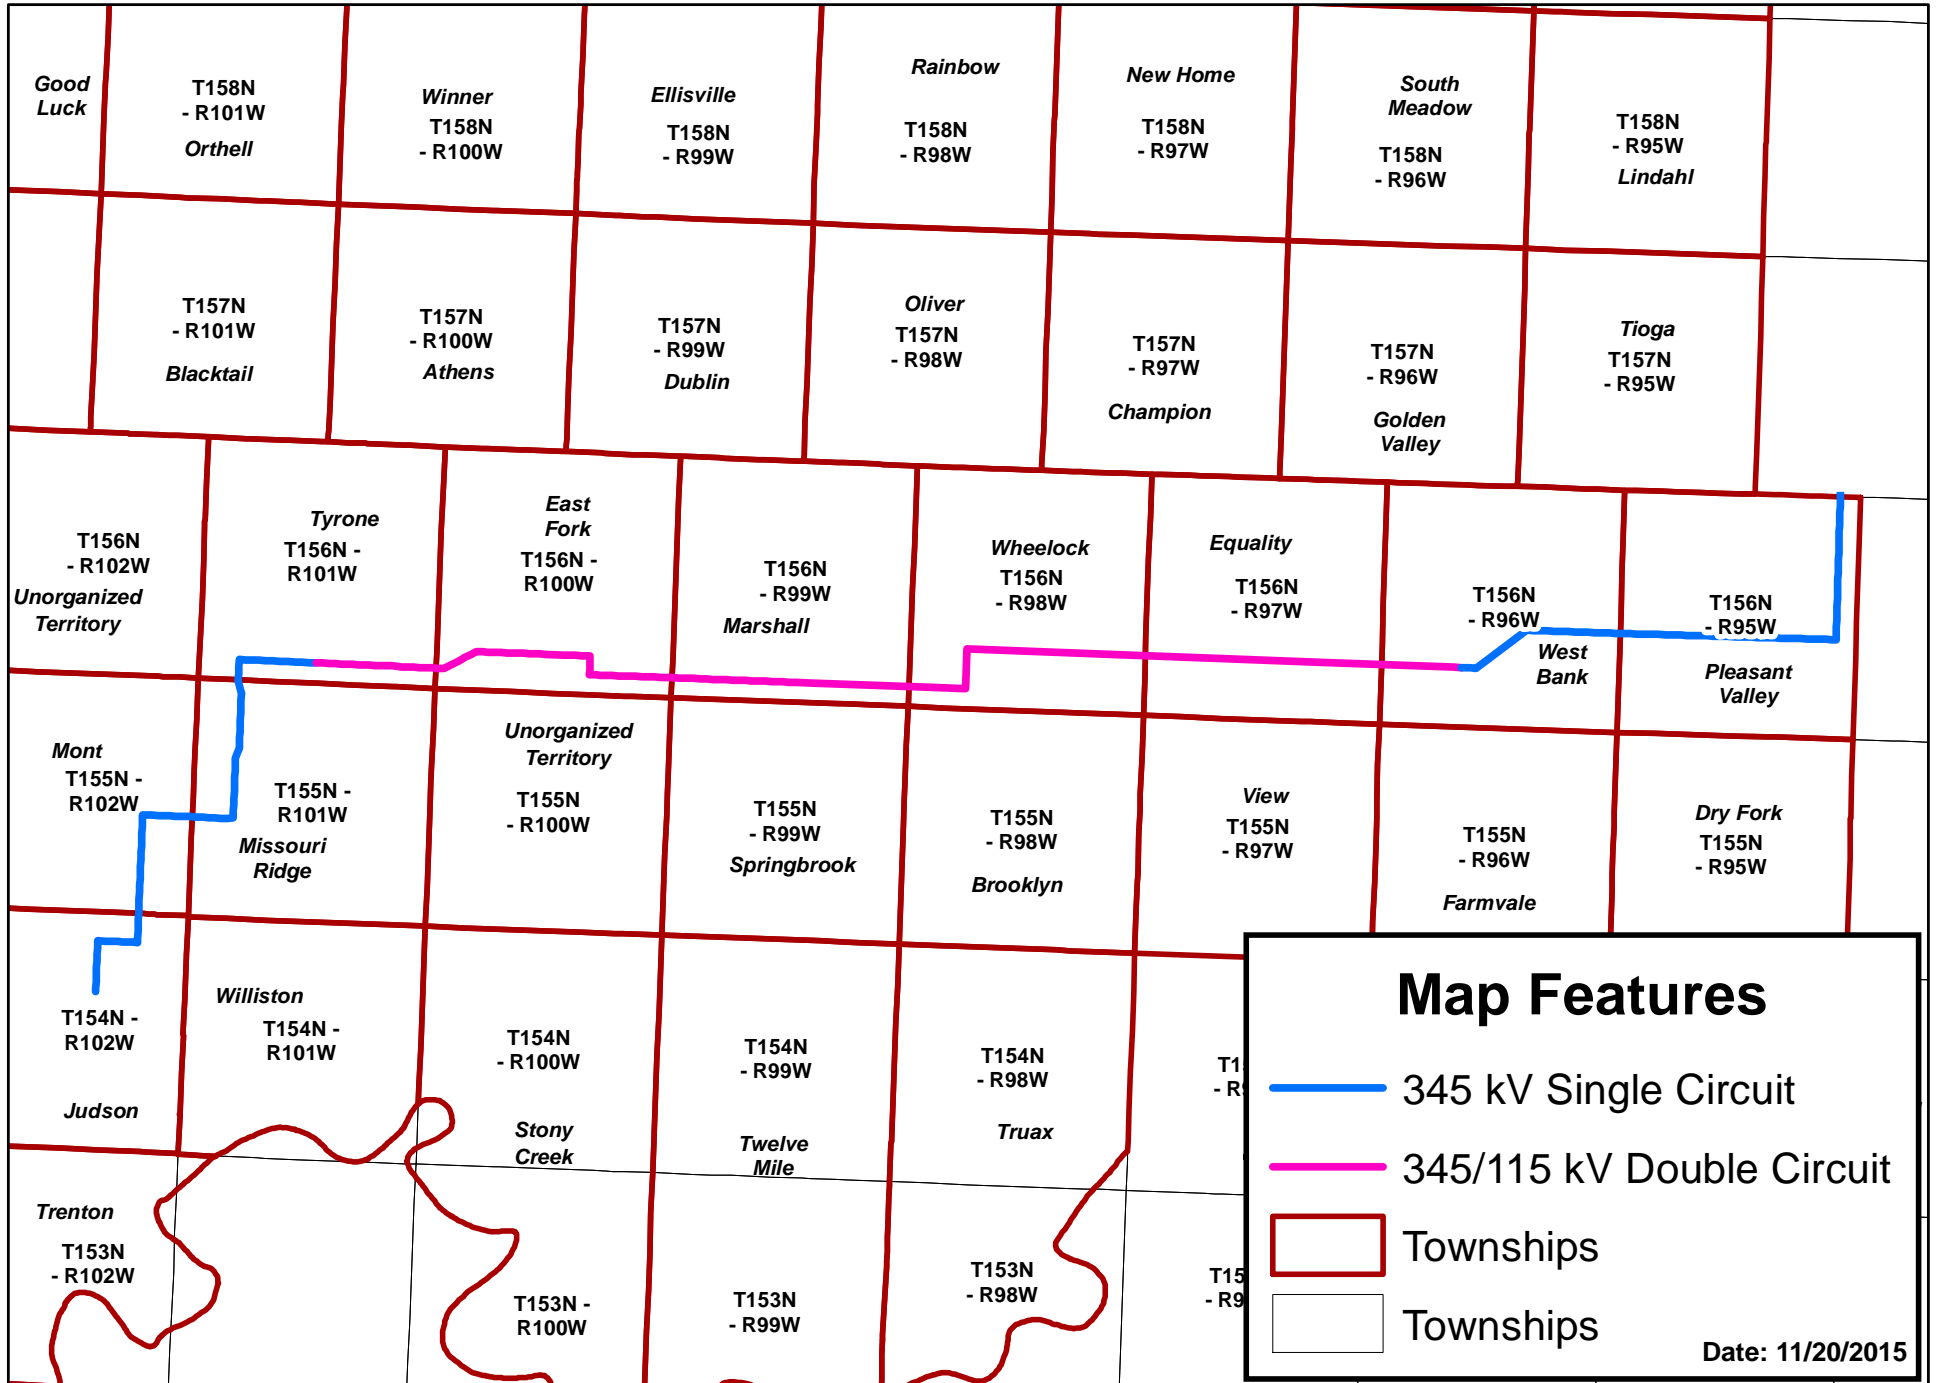 Good
Luck
T158N
- R101W
Orthell
Winner
T158N
- R100W
Ellisville
T158N
- R99W
Rainbow
T158N
- R98W
New Home
T158N
- R97W
South
Meadow
T158N
- R96W
T158N
- R95W
Lindahl
T157N
- R101W
Blacktail
T157N
- R100W
Athens
T157N
- R99W
Dublin
Oliver
T157N
- R98W
T157N
- R97W
Champion
T157N
- R96W
Golden
Valley
Tioga
T157N
- R95W
T156N
- R102W
Unorganized
Territory
Tyrone
T156N -
R101W
East
Fork
T156N -
R100W
T156N
- R99W
Marshall
Wheelock
T156N
- R98W
Equality
T156N
- R97W
T156N
- R96W
West
Bank
T156N
- R95W
Pleasant
Valley
Mont
T155N -
R102W
T155N -
R101W
Missouri
Ridge
Unorganized
Territory
T155N
- R100W
T155N
- R99W
Springbrook
T155N
- R98W
Brooklyn
View
T155N
- R97W
T155N
- R96W
Farmvale
Dry Fork
T155N
- R95W
T154N -
R102W
Judson
Williston
T154N -
R101W
T154N
- R100W
Stony
Creek
T154N
- R99W
Twelve
Mile
T154N
- R98W
Truax
Trenton
T153N
- R102W
T153N -
R100W
T153N
- R99W
T153N
- R98W
Map Features
345 kV Single Circuit
345/115 kV Double Circuit
Townships
Townships
Date: 11/20/2015